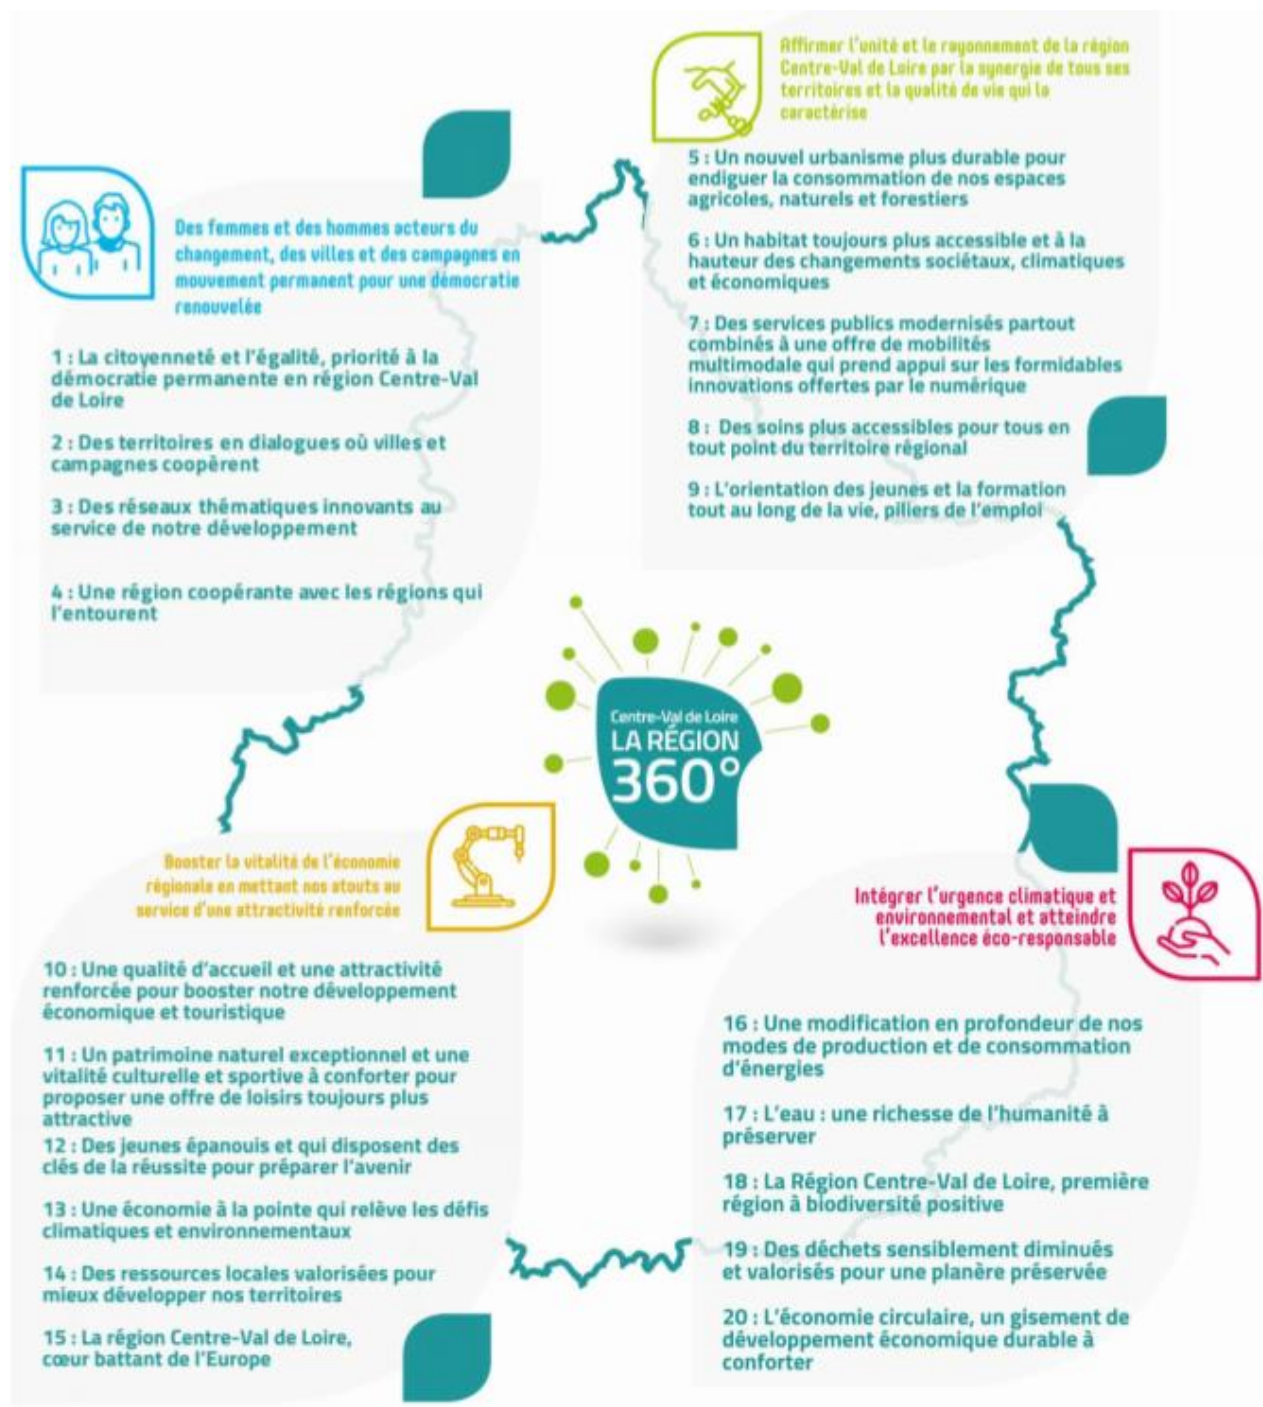 Des femmes et des hommes acteurs du
changement, des villes et des campagnes en
mouvement permanent pour une démocratie
renouvelée
1 : La citoyenneté et l'égalité, priorité à la
démocratie permanente en région Centre-Val
de Loire
2 : Des territoires en dialogues où villes et
campagnes coopèrent
3 : Des réseaux thématiques innovants au
service de notre développement
4 : Une région coopérante avec les régions qui
l'entourent
Affirmer l'unité et le rayonnement de la région
Centre-Val de Loire par la synergie de tous ses
territoires et la qualité de vie qui la
caractérise
5 : Un nouvel urbanisme plus durable pour
endiguer la consommation de nos espaces
agricoles, naturels et forestiers
6 : Un habitat toujours plus accessible et à la
hauteur des changements sociétaux, climatiques
et économiques
7 : Des services publics modernisés partout
combinés à une offre de mobilités
multimodale qui prend appui sur les formidables
innovations offertes par le numérique
8 : Des soins plus accessibles pour tous en
tout point du territoire régional
9 : L'orientation des jeunes et la formation
tout au long de la vie, piliers de l'emploi
Centre-Val de Loire
LA RÉGION
360°
Booster la vitalité de l'économie
régionale en mettant nos atouts au
service d'une attractivité renforcée
10 : Une qualité d'accueil et une attractivité
renforcée pour booster notre développement
économique et touristique
11 : Un patrimoine naturel exceptionnel et une
vitalité culturelle et sportive à conforter pour
proposer une offre de loisirs toujours plus
attractive
12 : Des jeunes épanouis et qui disposent des
clés de la réussite pour préparer l'avenir
13 : Une économie à la pointe qui relève les défis
climatiques et environnementaux
14 : Des ressources locales valorisées pour
mieux développer nos territoires
15 : La région Centre-Val de Loire,
cœur battant de l'Europe
Intégrer l'urgence climatique et
environnemental et atteindre
l'excellence éco-responsable
16 : Une modification en profondeur de nos
modes de production et de consommation
d'énergies
17 : L'eau : une richesse de l'humanité à
préserver
18 : La Région Centre-Val de Loire, première
région à biodiversité positive
19 : Des déchets sensiblement diminués
et valorisés pour une planère préservée
20 : L'économie circulaire, un gisement de
développement économique durable à
conforter